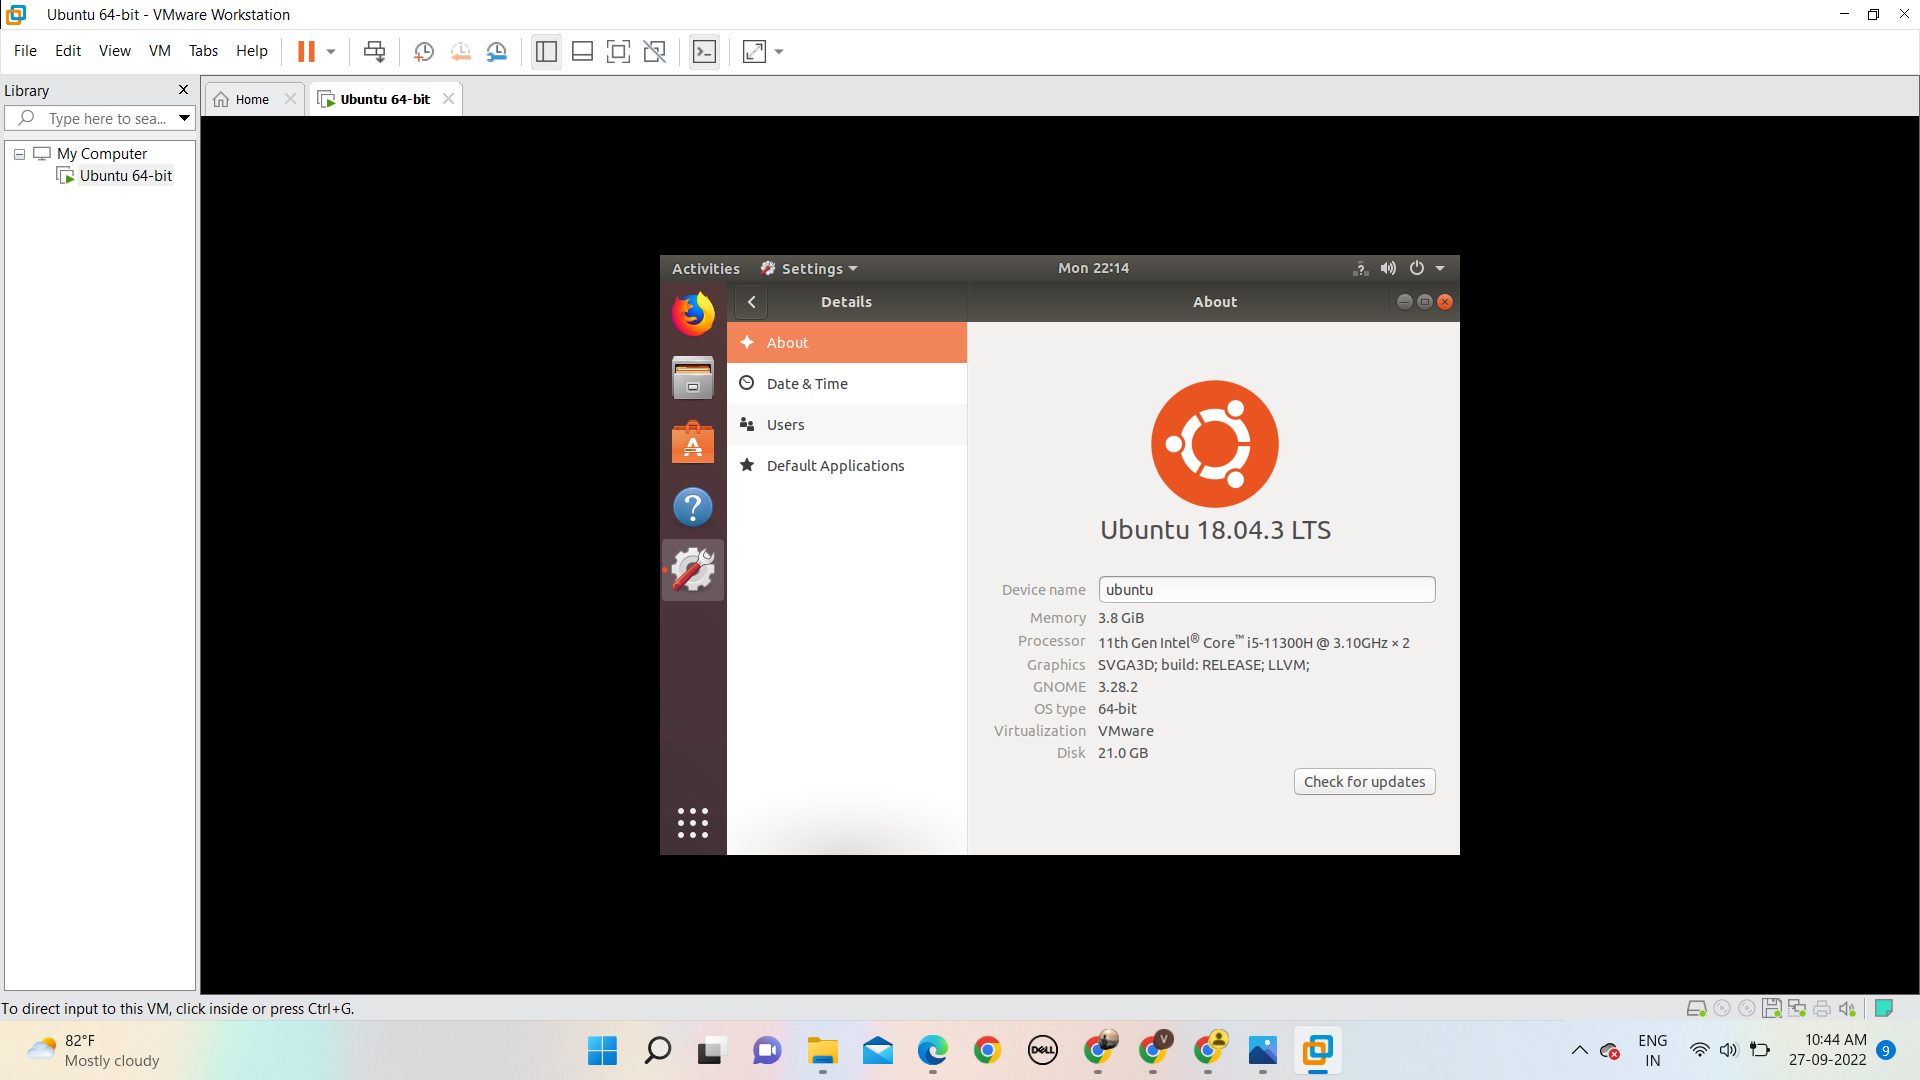 Ubuntu 64-bit - VMware Workstation
File Edit View VM Tabs Help
Library
Home
Ubuntu 64-bit
Type here to sea...
My Computer
Ubuntu 64-bit
Activities Settings Mon 22:14
Details About
About
Date & Time
Users
Default Applications
Ubuntu 18.04.3 LTS
Device name ubuntu
Memory 3.8 GiB
Processor 11th Gen Intel® Core™ i5-11300H @ 3.10GHz × 2
Graphics SVGA3D; build: RELEASE; LLVM;
GNOME 3.28.2
OS type 64-bit
Virtualization VMware
Disk 21.0 GB
Check for updates
To direct input to this VM, click inside or press Ctrl+G.
82°F
Mostly cloudy
DELL
V
ENG
IN
10:44 AM
27-09-2022
9